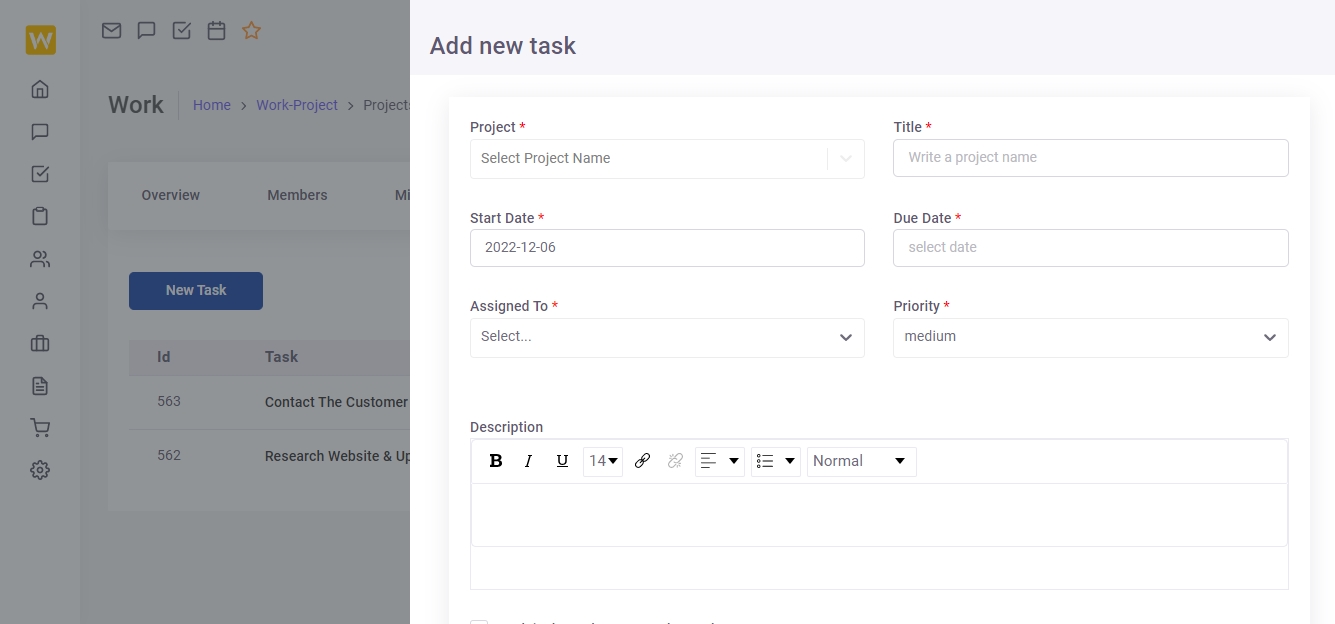 W
Add new task
Work
Home > Work-Project > Project
Project *
Title *
Select Project Name
Write a project name
Overview
Members
Mi
Start Date *
Due Date *
2022-12-06
select date
New Task
Assigned To *
Priority *
Select...
medium
Id
Task
563
Contact The Customer
562
Research Website & Up
Description
B I U 14 Normal